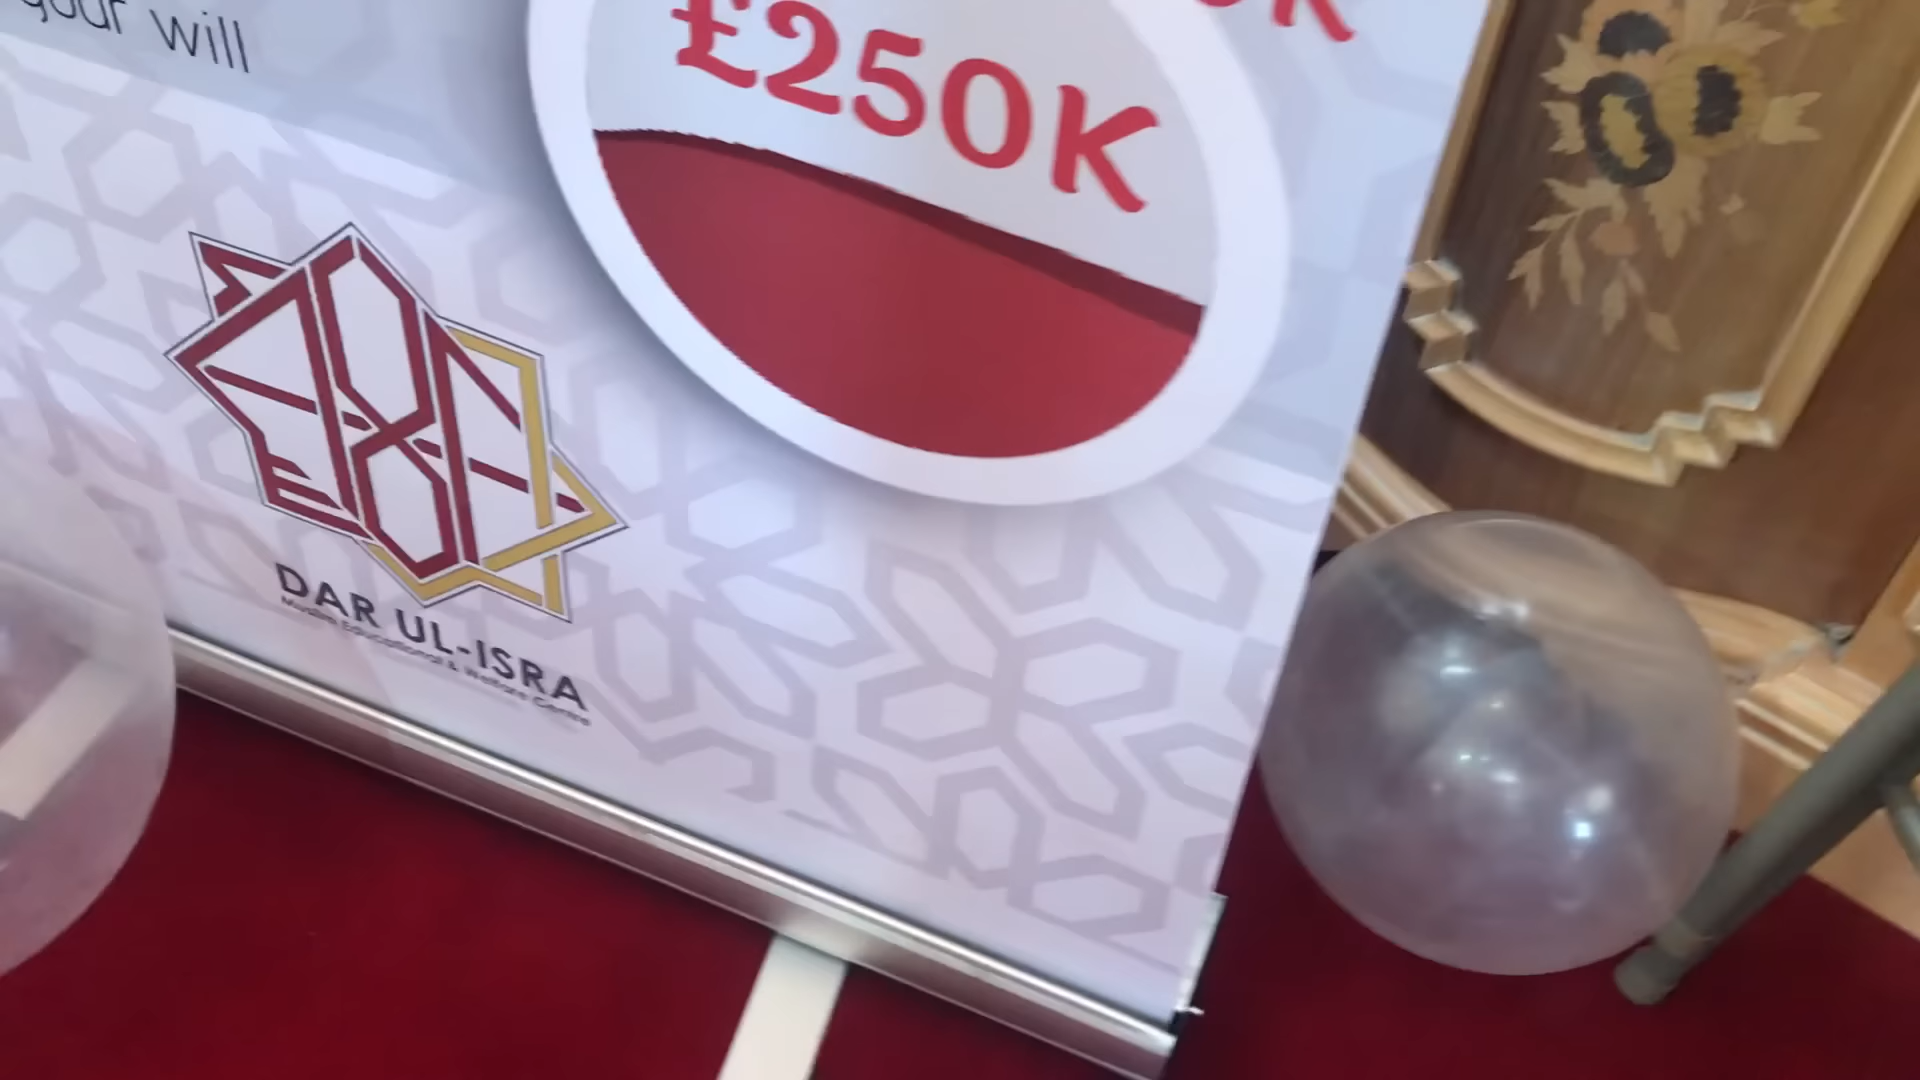 your will
£250K
DAR UL-ISRA
Muslim Educational & Welfare Centre